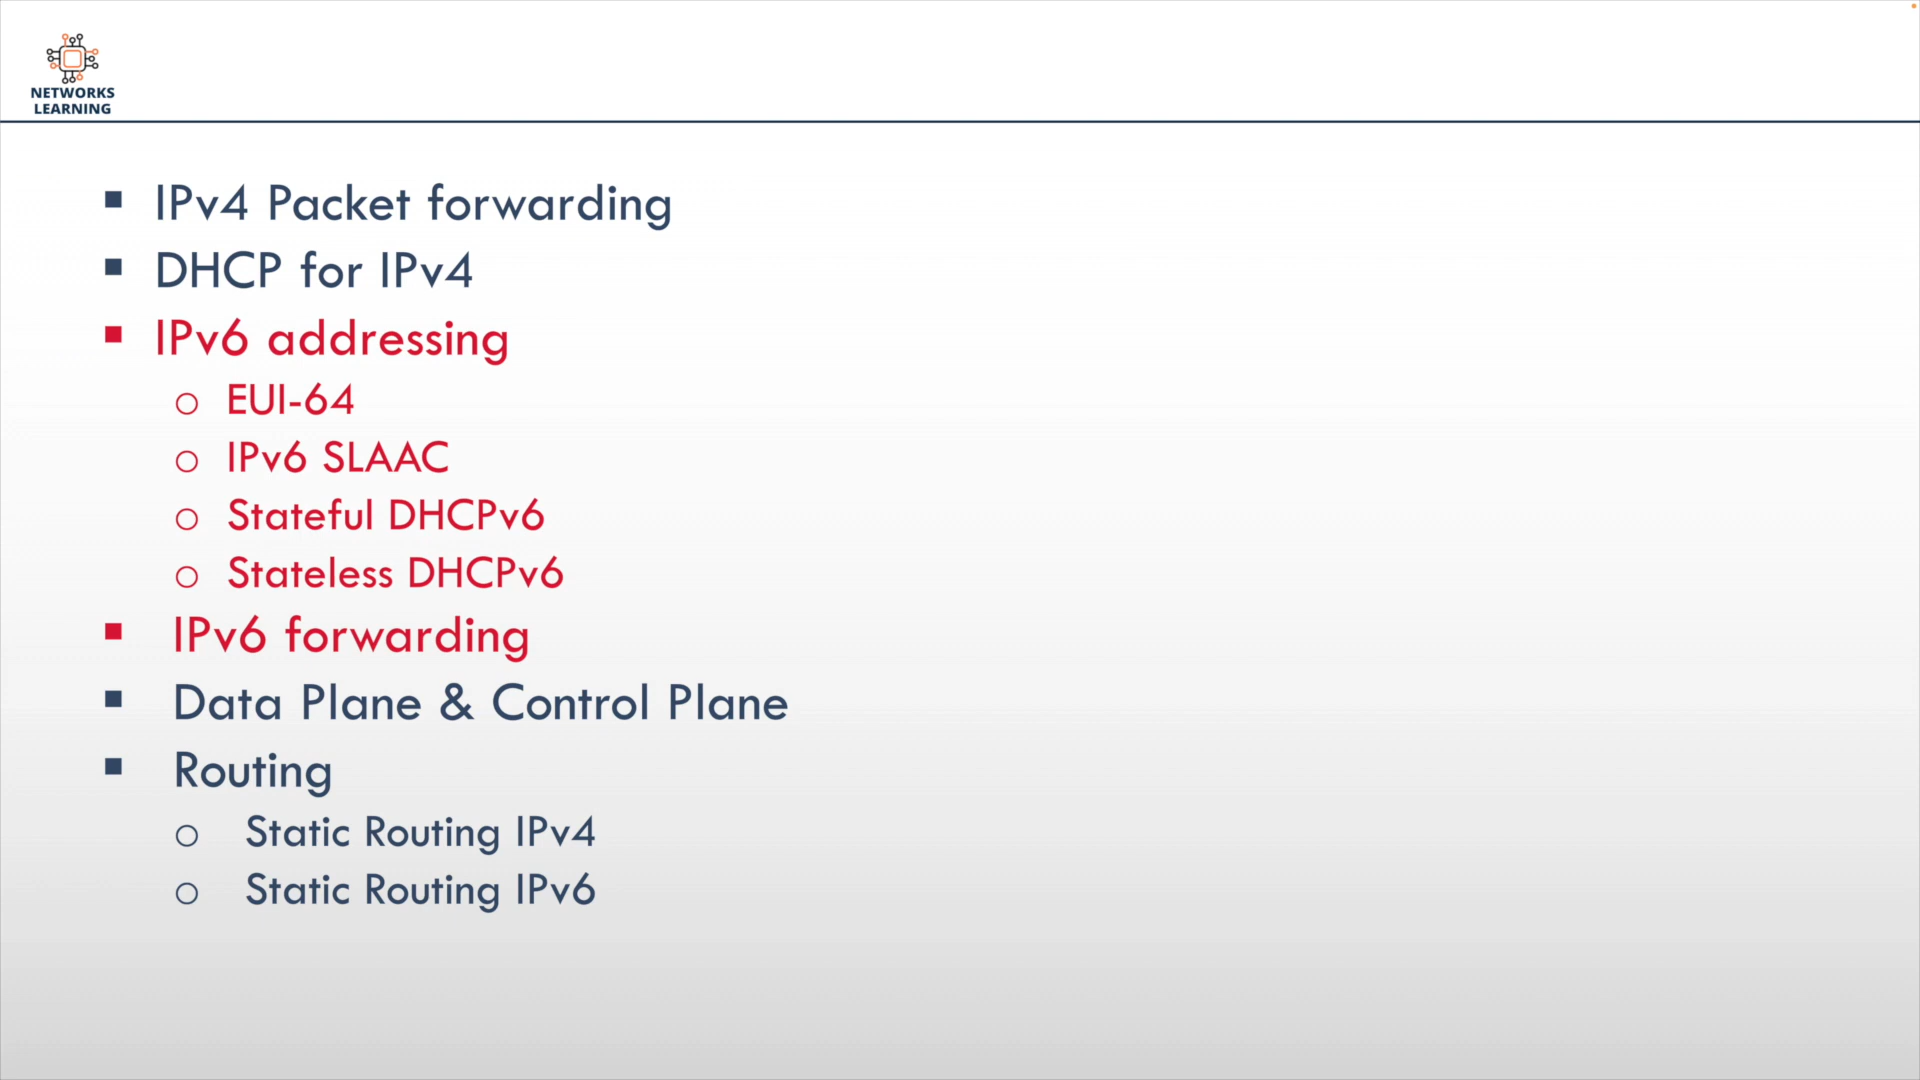 NETWORKS
LEARNING
IPv4 Packet forwarding
DHCP for IPv4
IPv6 addressing
EUI-64
IPv6 SLAAC
Stateful DHCPv6
Stateless DHCPv6
IPv6 forwarding
Data Plane & Control Plane
Routing
Static Routing IPv4
Static Routing IPv6